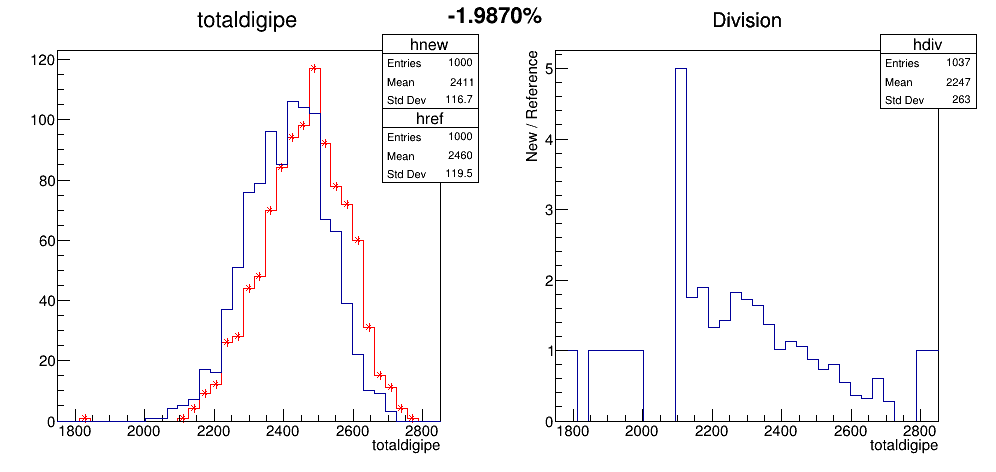 -1.9870%
totaldigipe
hnew
Entries 1000
Mean 2411
Std Dev 116.7
href
Entries 1000
Mean 2460
Std Dev 119.5
120
100
80
60
40
20
0
1800 2000 2200 2400 2600 2800
totaldigipe
Division
hdiv
Entries 1037
Mean 2247
Std Dev 263
New / Reference
5
4
3
2
1
0
1800 2000 2200 2400 2600 2800
totaldigipe